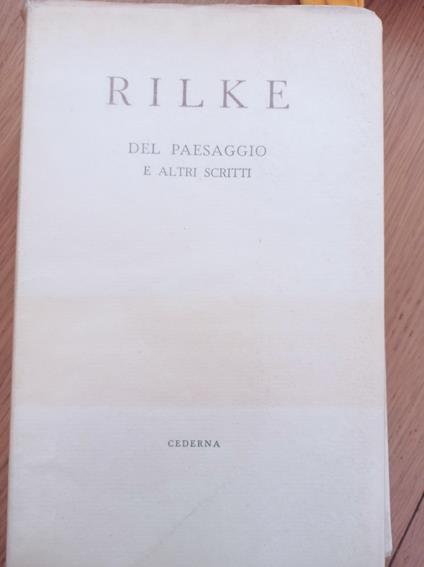 RILKE
DEL PAESAGGIO
E ALTRI SCRITTI
CEDERNA